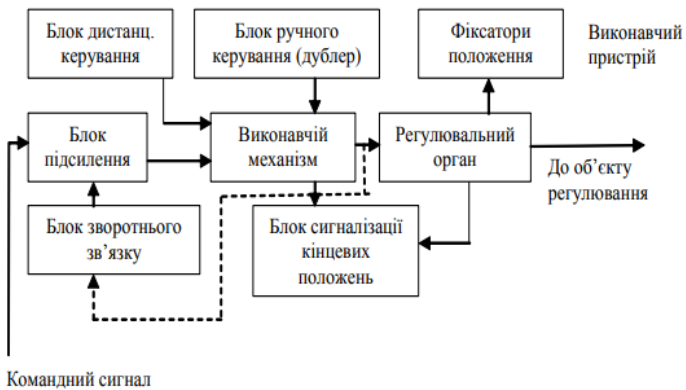 Блок дистанц.
керування
Блок ручного
керування (дублер)
Фіксатори
положення
Виконавчий
пристрій
Блок
підсилення
Виконавчій
механізм
Регулювальний
орган
До об’єкту
регулювання
Блок зворотнього
зв’язку
Блок сигналізації
кінцевих
положень
Командний сигнал